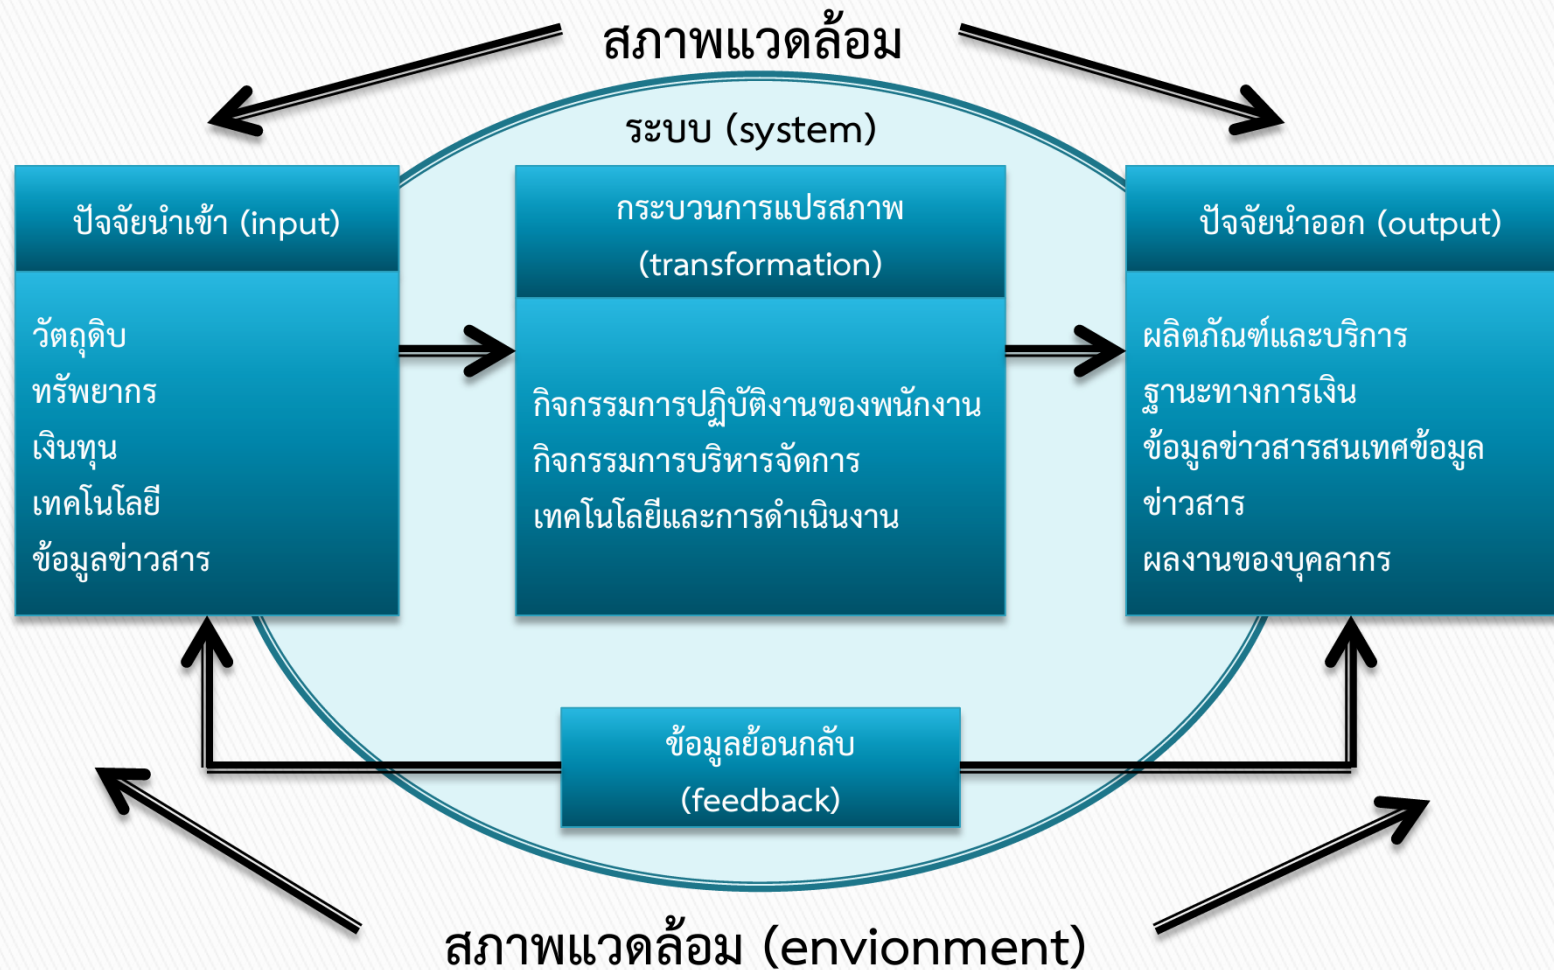 สภาพแวดล้อม
ระบบ (system)
ปัจจัยนำเข้า (input)
วัตถุดิบ
ทรัพยากร
เงินทุน
เทคโนโลยี
ข้อมูลข่าวสาร
กระบวนการแปรสภาพ
(transformation)
กิจกรรมการปฏิบัติงานของพนักงาน
กิจกรรมการบริหารจัดการ
เทคโนโลยีและการดำเนินงาน
ปัจจัยนำออก (output)
ผลิตภัณฑ์และบริการ
ฐานะทางการเงิน
ข้อมูลข่าวสารสนเทศข้อมูล
ข่าวสาร
ผลงานของบุคลากร
ข้อมูลย้อนกลับ
(feedback)
สภาพแวดล้อม (envionment)